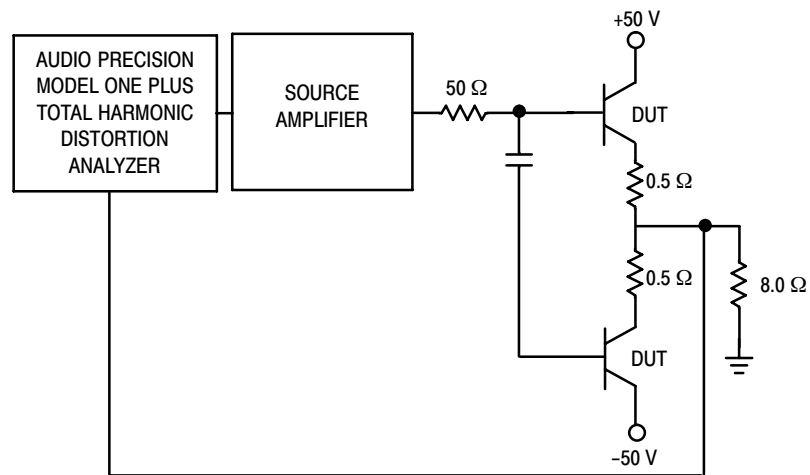 +50 V
AUDIO PRECISION
MODEL ONE PLUS
TOTAL HARMONIC
DISTORTION
ANALYZER
SOURCE
AMPLIFIER
50 Ω
DUT
0.5 Ω
0.5 Ω
8.0 Ω
DUT
–50 V